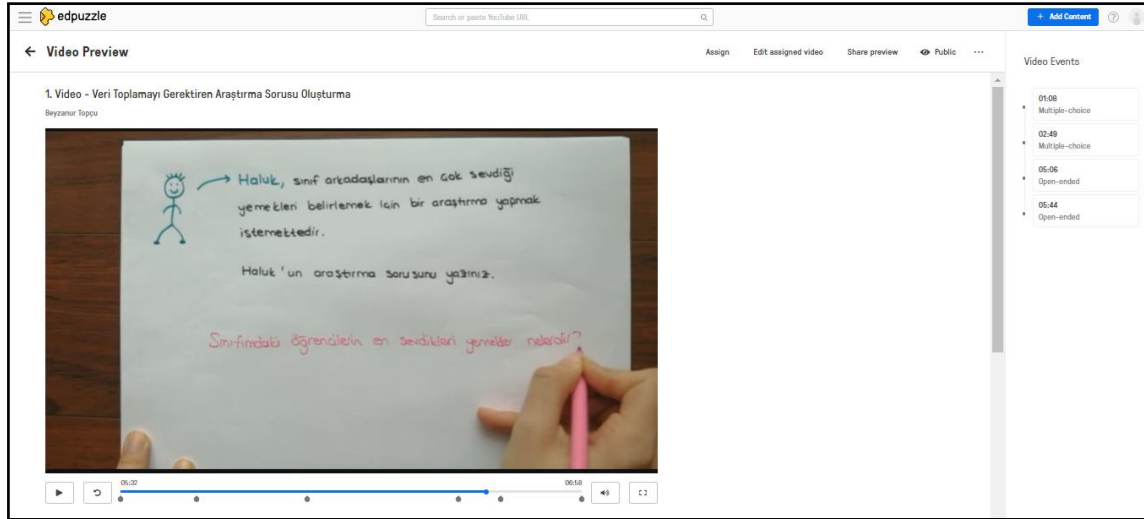 edpuzzle
Search or paste YouTube URL
+ Add Content
Video Preview
Assign
Edit assigned video
Share preview
Public
1. Video - Veri Toplamayı Gerektiren Araştırma Sorusu Oluşturma
Beyzanur Topçu
Haluk, sınıf arkadaşlarının en çok sevdiği
yemekleri belirlemek için bir araştırma yapmak
istemektedir.
Haluk'un araştırma sorusunu yazınız.
Sınıfındaki öğrencilerin en sevdikleri yemekler nelerdir?
05:32
06:58
Video Events
01:08
Multiple-choice
02:49
Multiple-choice
05:06
Open-ended
05:44
Open-ended